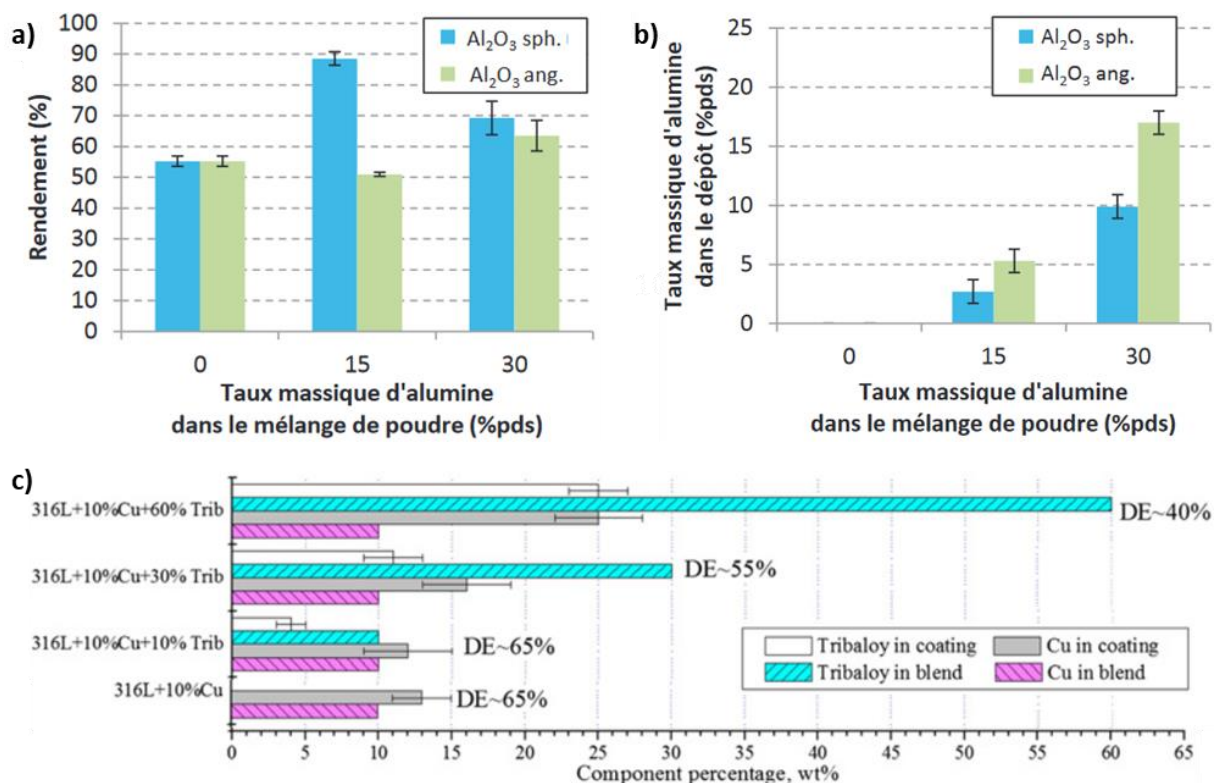 a)
Rendement (%)
100
90
80
70
60
50
40
30
20
10
0
Al₂O₃ sph.
Al₂O₃ ang.
0 15 30
Taux massique d'alumine
dans le mélange de poudre (%pds)
b)
Taux massique d'alumine
dans le dépôt (%pds)
25
20
15
10
5
0
Al₂O₃ sph.
Al₂O₃ ang.
0 15 30
Taux massique d'alumine
dans le mélange de poudre (%pds)
c)
316L+10%Cu+60% Trib
DE~40%
316L+10%Cu+30% Trib
DE~55%
316L+10%Cu+10% Trib
DE~65%
316L+10%Cu
DE~65%
Tribaloy in coating Cu in coating
Tribaloy in blend Cu in blend
0 5 10 15 20 25 30 35 40 45 50 55 60 65
Component percentage, wt%